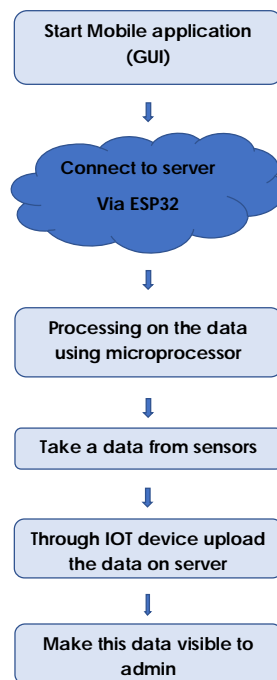 Start Mobile application
(GUI)
Connect to server
Via ESP32
Processing on the data
using microprocessor
Take a data from sensors
Through IOT device upload
the data on server
Make this data visible to
admin